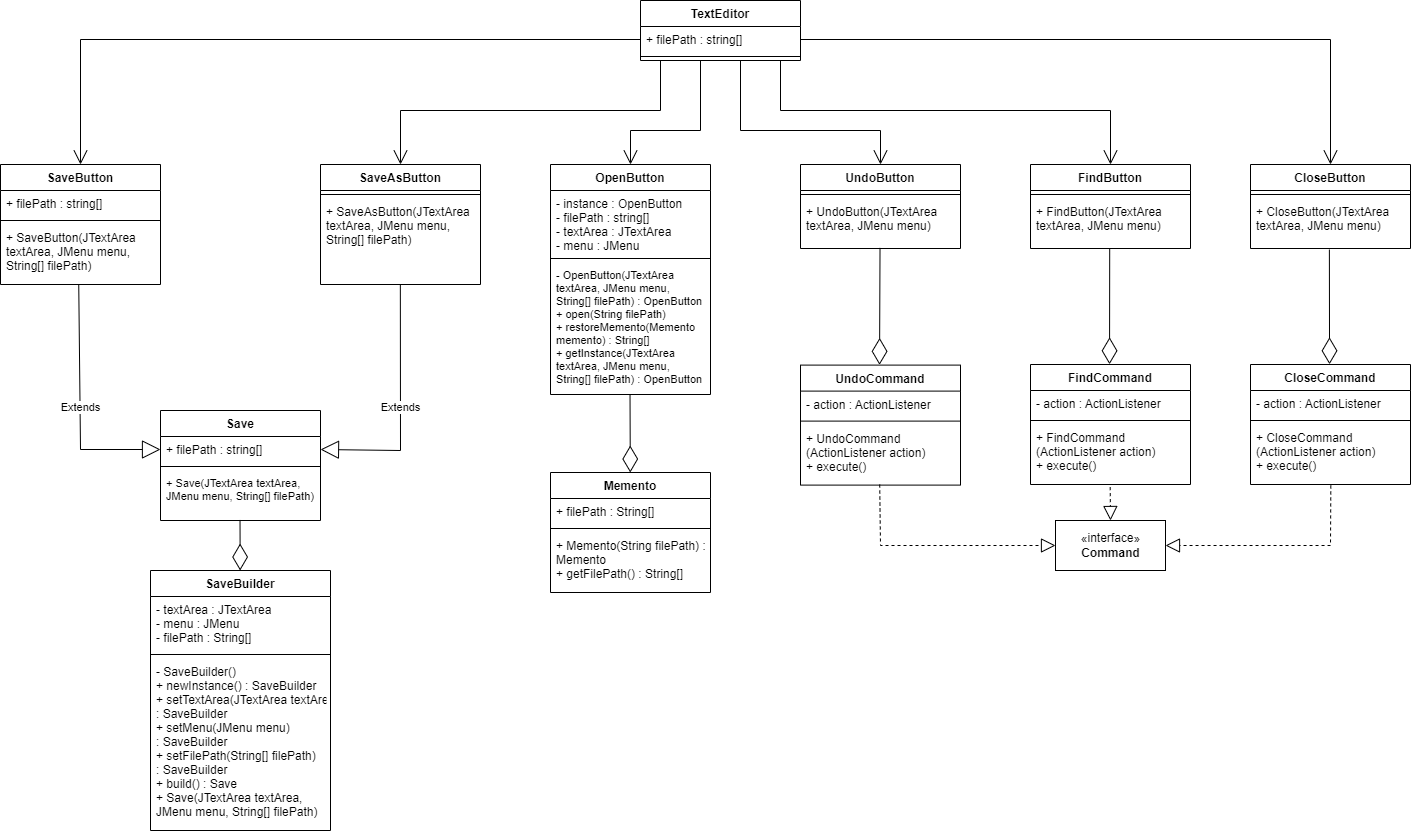 TextEditor
+ filePath : string[]
SaveButton
+ filePath : string[]
+ SaveButton(JTextArea
textArea, JMenu menu,
String[] filePath)
SaveAsButton
+ SaveAsButton(JTextArea
textArea, JMenu menu,
String[] filePath)
OpenButton
- instance : OpenButton
- filePath : string[]
- textArea : JTextArea
- menu : JMenu
- OpenButton(JTextArea
textArea, JMenu menu,
String[] filePath) : OpenButton
+ open(String filePath)
+ restoreMemento(Memento
memento) : String[]
+ getInstance(JTextArea
textArea, JMenu menu,
String[] filePath) : OpenButton
UndoButton
+ UndoButton(JTextArea
textArea, JMenu menu)
FindButton
+ FindButton(JTextArea
textArea, JMenu menu)
CloseButton
+ CloseButton(JTextArea
textArea, JMenu menu)
Extends
Extends
Save
+ filePath : string[]
+ Save(JTextArea textArea,
JMenu menu, String[] filePath)
Memento
+ filePath : String[]
+ Memento(String filePath) :
Memento
+ getFilePath() : String[]
UndoCommand
- action : ActionListener
+ UndoCommand
(ActionListener action)
+ execute()
FindCommand
- action : ActionListener
+ FindCommand
(ActionListener action)
+ execute()
CloseCommand
- action : ActionListener
+ CloseCommand
(ActionListener action)
+ execute()
«interface»
Command
SaveBuilder
- textArea : JTextArea
- menu : JMenu
- filePath : String[]
- SaveBuilder()
+ newInstance() : SaveBuilder
+ setTextArea(JTextArea textAre
: SaveBuilder
+ setMenu(JMenu menu)
: SaveBuilder
+ setFilePath(String[] filePath)
: SaveBuilder
+ build() : Save
+ Save(JTextArea textArea,
JMenu menu, String[] filePath)